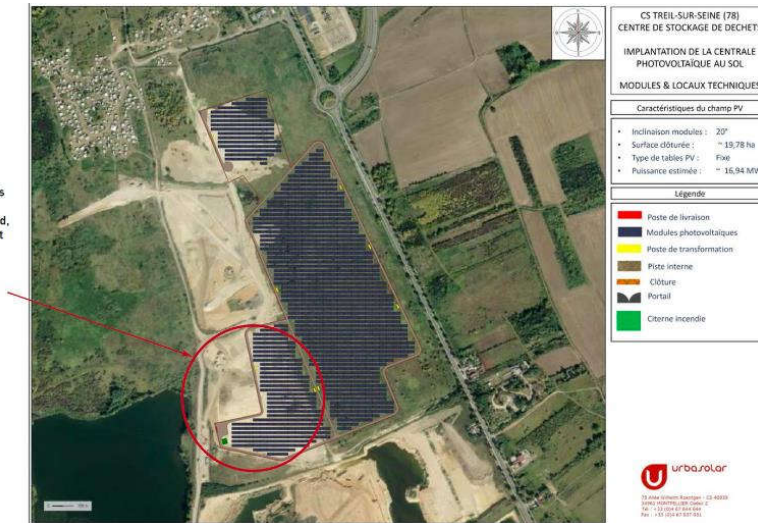 CS TREIL-SUR-SEINE (78)
CENTRE DE STOCKAGE DE DECHETS
IMPLANTATION DE LA CENTRALE
PHOTOVOLTAÏQUE AU SOL
MODULES & LOCAUX TECHNIQUES
Caractéristiques du champ PV
• Inclinaison modules : 20°
• Surface clôturée : ~ 19,78 ha
• Type de tables PV : Fixe
• Puissance estimée : ~ 16,94 MW
Légende
Poste de livraison
Modules photovoltaïques
Poste de transformation
Piste interne
Clôture
Portail
Citerne incendie
urbasolar